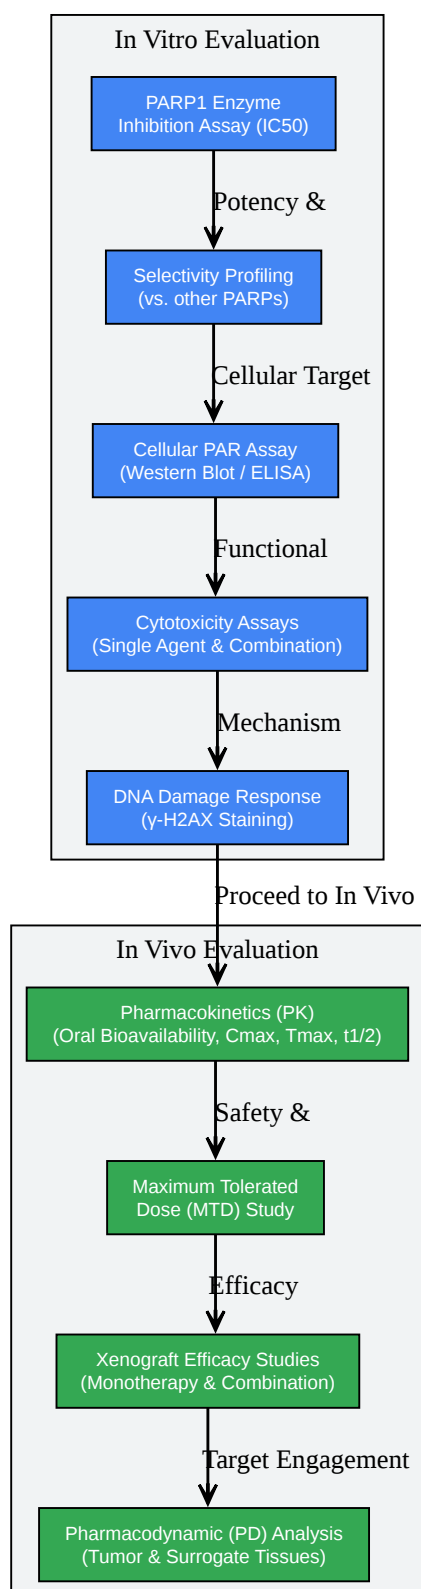 In Vitro Evaluation
PARP1 Enzyme
Inhibition Assay (IC50)
Potency &
Selectivity Profiling
(vs. other PARPs)
Cellular Target
Cellular PAR Assay
(Western Blot / ELISA)
Functional
Cytotoxicity Assays
(Single Agent & Combination)
Mechanism
DNA Damage Response
(γ-H2AX Staining)
Proceed to In Vivo
In Vivo Evaluation
Pharmacokinetics (PK)
(Oral Bioavailability, Cmax, Tmax, t1/2)
Safety &
Maximum Tolerated
Dose (MTD) Study
Efficacy
Xenograft Efficacy Studies
(Monotherapy & Combination)
Target Engagement
Pharmacodynamic (PD) Analysis
(Tumor & Surrogate Tissues)